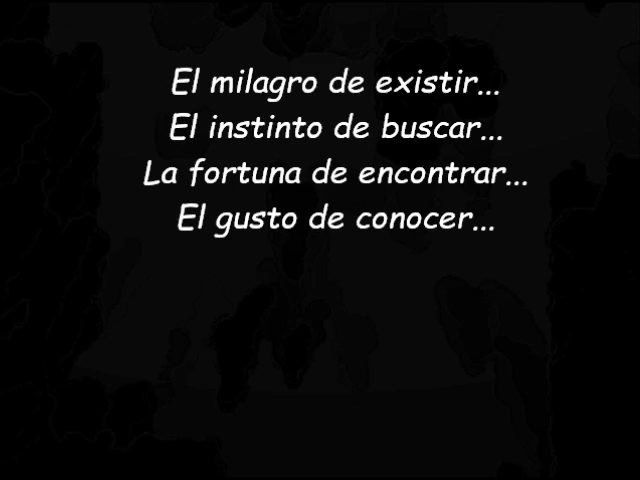 El milagro de existir...
El instinto de buscar...
La fortuna de encontrar...
El gusto de conocer...